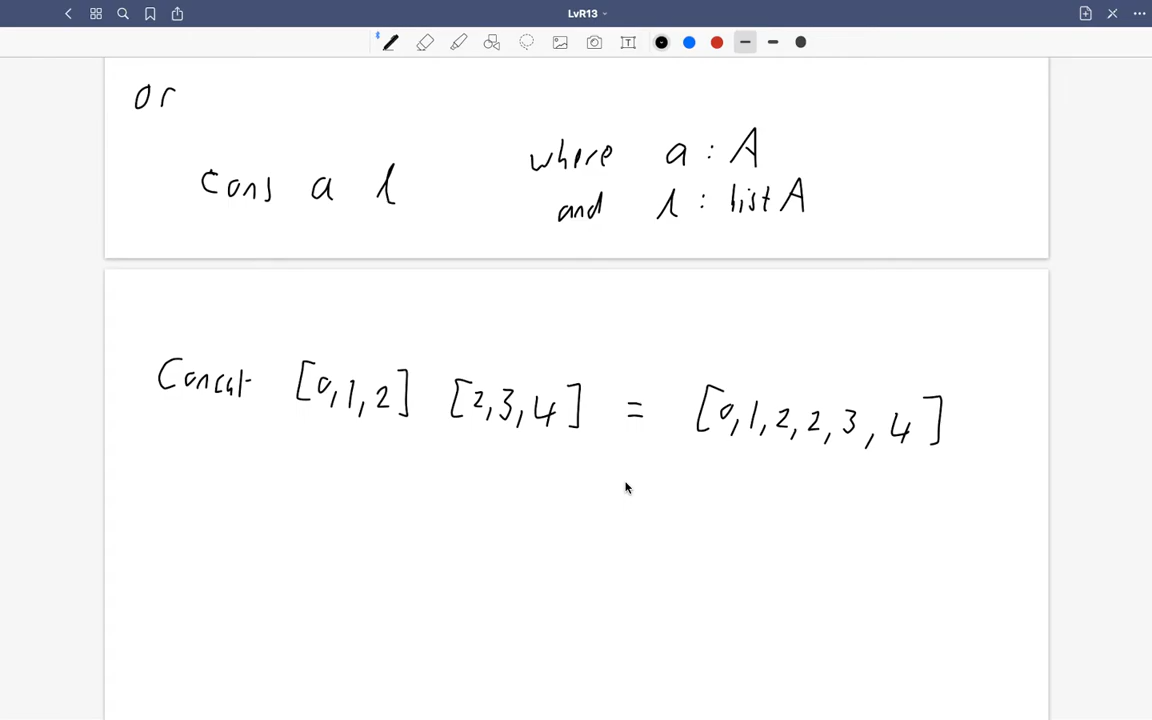 LvR13
or
cons a l where a : A
and l : list A
Concat [0,1,2] [2,3,4] = [0,1,2,2,3,4]